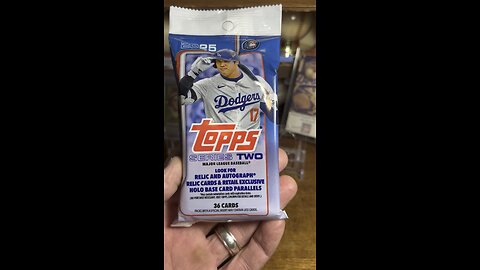 2025
Dodgers
17
Topps
SERIES TWO
MAJOR LEAGUE BASEBALL®
LOOK FOR
RELIC AND AUTOGRAPH*
RELIC CARDS & RETAIL EXCLUSIVE
HOLO BASE CARD PARALLELS
36 CARDS